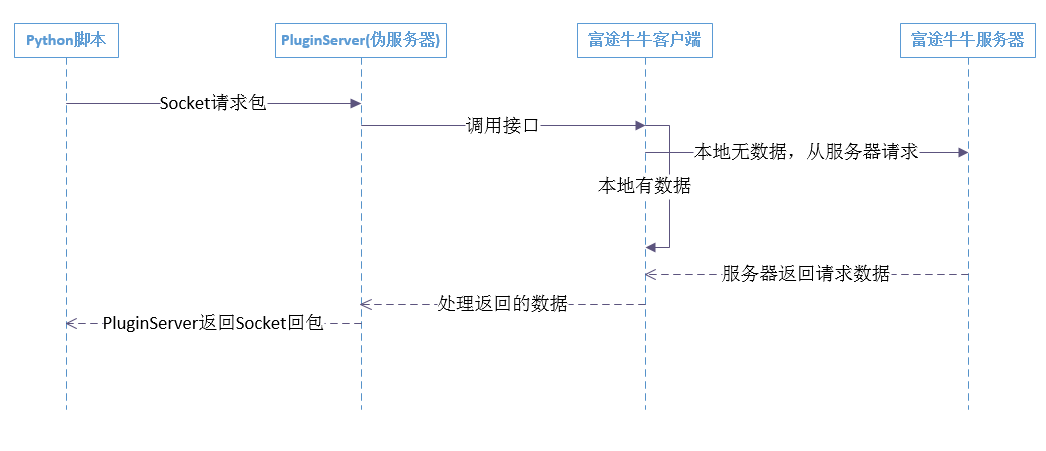 Python脚本
PluginServer(伪服务器)
富途牛牛客户端
富途牛牛服务器
Socket请求包
调用接口
本地无数据，从服务器请求
本地有数据
服务器返回请求数据
处理返回的数据
PluginServer返回Socket回包